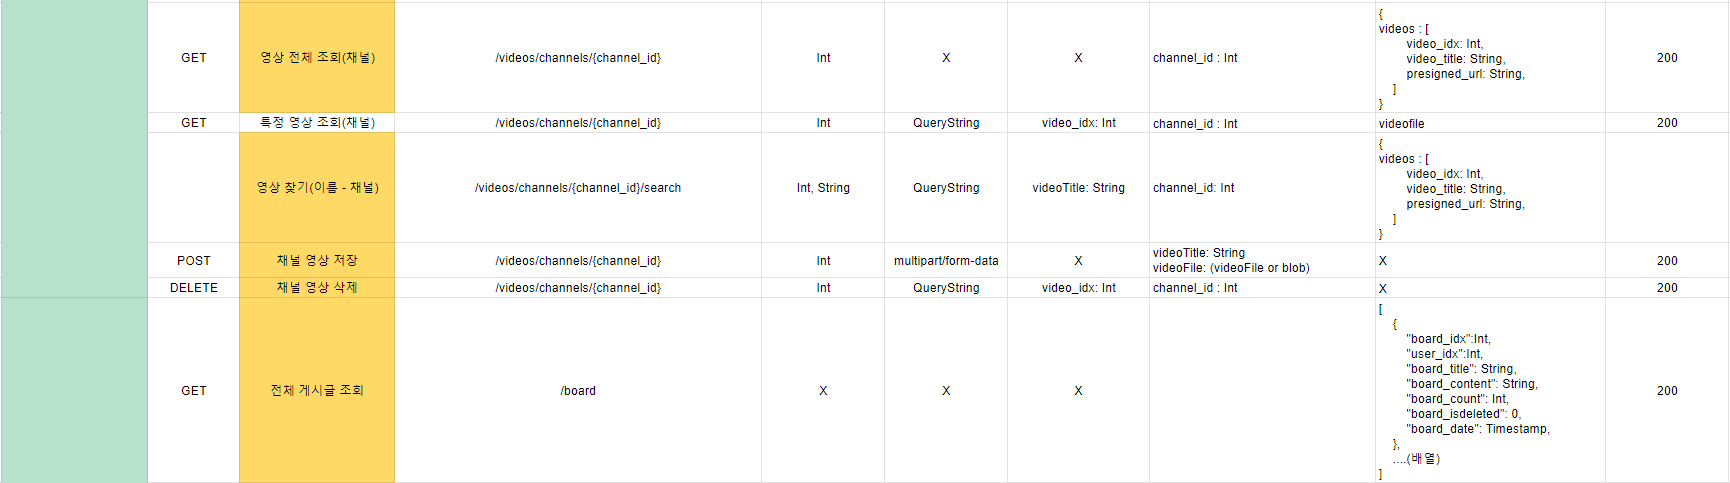 GET 영상 전체 조회(채널) /videos/channels/{channel_id} Int X X channel_id : Int
{
videos : [
video_idx: Int,
video_title: String,
presigned_url: String,
]
}
200
GET 특정 영상 조회(채널) /videos/channels/{channel_id} Int QueryString video_idx: Int channel_id : Int videofile 200
영상 찾기(이름 - 채널) /videos/channels/{channel_id}/search Int, String QueryString videoTitle: String channel_id: Int
{
videos : [
video_idx: Int,
video_title: String,
presigned_url: String,
]
}
POST 채널 영상 저장 /videos/channels/{channel_id} Int multipart/form-data X
videoTitle: String
videoFile: (videoFile or blob)
X 200
DELETE 채널 영상 삭제 /videos/channels/{channel_id} Int QueryString video_idx: Int channel_id : Int X 200
GET 전체 게시글 조회 /board X X X
[
{
"board_idx":Int,
"user_idx":Int,
"board_title": String,
"board_content": String,
"board_count": Int,
"board_isdeleted": 0,
"board_date": Timestamp,
},
....(배열)
]
200